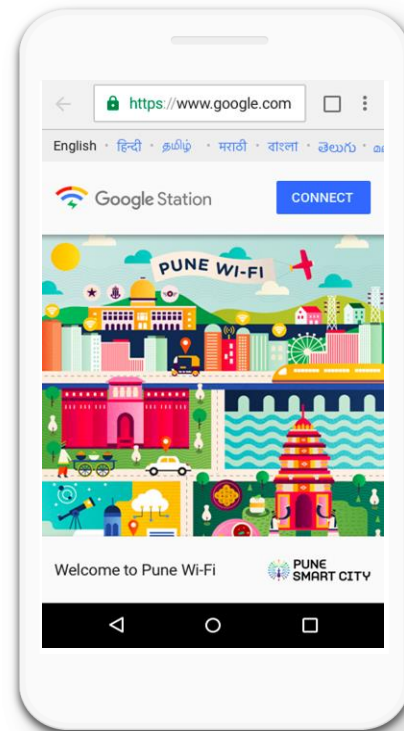 https://www.google.com
English · हिन्दी · தமிழ் · मराठी · বাংলা · తెలుగు
Google Station
CONNECT
PUNE WI-FI
Welcome to Pune Wi-Fi
PUNE
SMART CITY